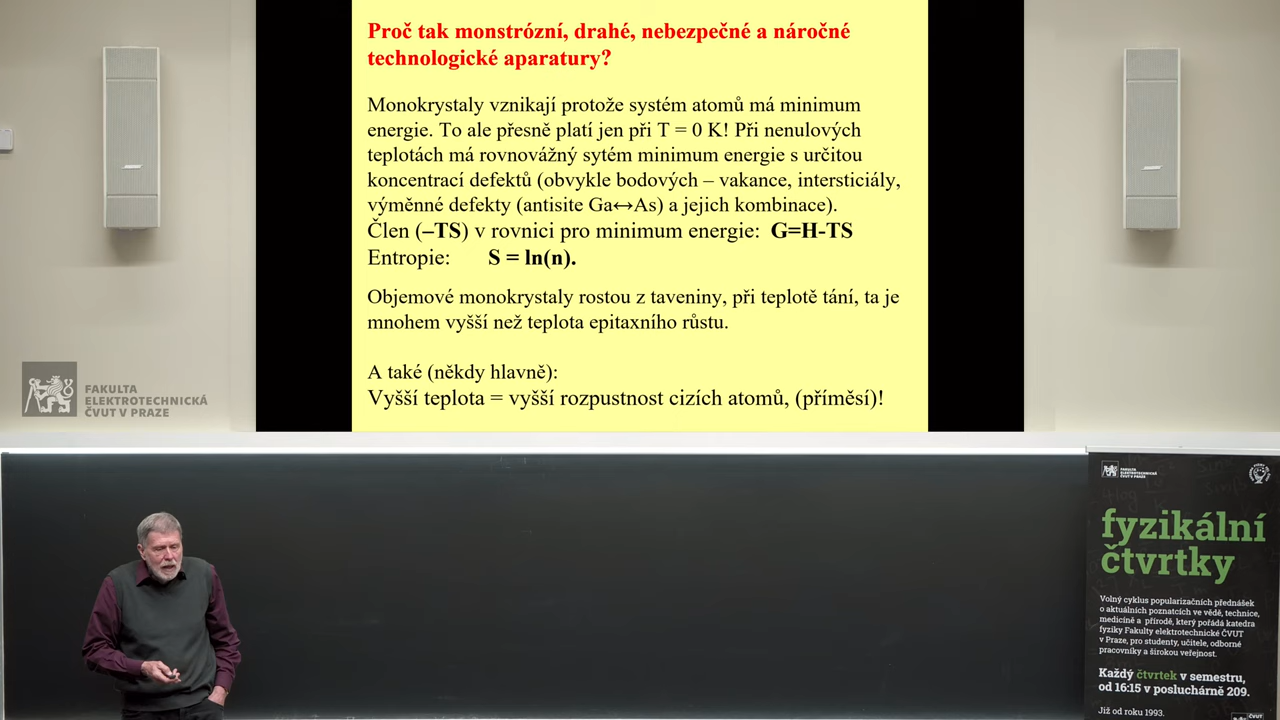 Proč tak monstrózní, drahé, nebezpečné a náročné
technologické aparatury?
Monokrystaly vznikají protože systém atomů má minimum
energie. To ale přesně platí jen při T = 0 K! Při nenulových
teplotách má rovnovážný sytém minimum energie s určitou
koncentrací defektů (obvykle bodových – vakance, intersticiály,
výměnné defekty (antisite Ga↔As) a jejich kombinace).
Člen (–TS) v rovnici pro minimum energie: G=H-TS
Entropie: S = ln(n).
Objemové monokrystaly rostou z taveniny, při teplotě tání, ta je
mnohem vyšší než teplota epitaxního růstu.
A také (někdy hlavně):
Vyšší teplota = vyšší rozpustnost cizích atomů, (příměsí)!
FAKULTA
ELEKTROTECHNICKÁ
ČVUT V PRAZE
FAKULTA
ELEKTROTECHNICKÁ
ČVUT V PRAZE
fyzikální
čtvrtky
Volný cyklus popularizačních přednášek
o aktuálních poznatcích ve vědě, technice,
medicíně a přírodě, který pořádá katedra
fyziky Fakulty elektrotechnické ČVUT
v Praze, pro studenty, učitele, odborné
pracovníky a širokou veřejnost.
Každý čtvrtek v semestru,
od 16:15 v posluchárně 209.
Již od roku 1993.
ČVUT